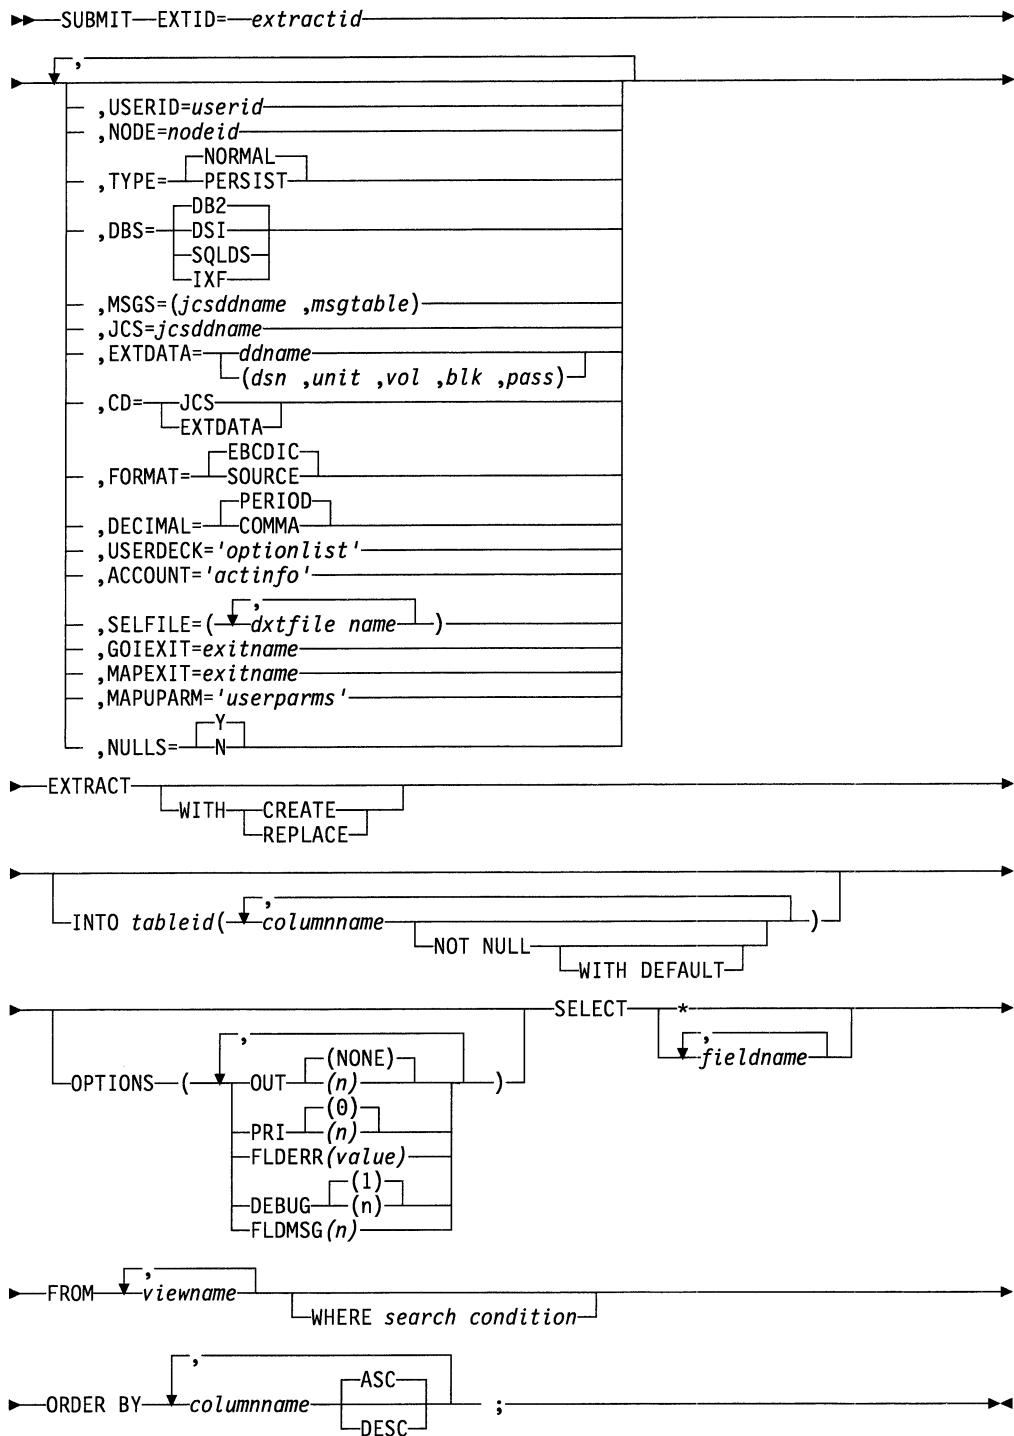 SUBMIT EXTID= extractid
,
,USERID=userid
,NODE=nodeid
NORMAL
,TYPE= PERSIST
DB2
,DBS= DSI
SQLDS
IXF
,MSGS=(jcsddname ,msgtable)
,JCS=jcsddname
,EXTDATA= ddname
(dsn ,unit ,vol ,blk ,pass)
,CD= JCS
EXTDATA
EBCDIC
,FORMAT= SOURCE
PERIOD
,DECIMAL= COMMA
,USERDECK='optionlist'
,ACCOUNT='actinfo'
,
,SELFILE=( dxtfile name )
,GOIEXIT=exitname
,MAPEXIT=exitname
,MAPUPARM='userparms'
Y
,NULLS= N
EXTRACT
WITH CREATE
REPLACE
,
INTO tableid( columnname )
NOT NULL
WITH DEFAULT
SELECT *
, ,
fieldname
(NONE)
OPTIONS ( OUT (n) )
(0)
PRI (n)
FLDERR(value)
(1)
DEBUG (n)
FLDMSG(n)
,
FROM viewname
WHERE search condition
,
ASC
ORDER BY columnname ;
DESC